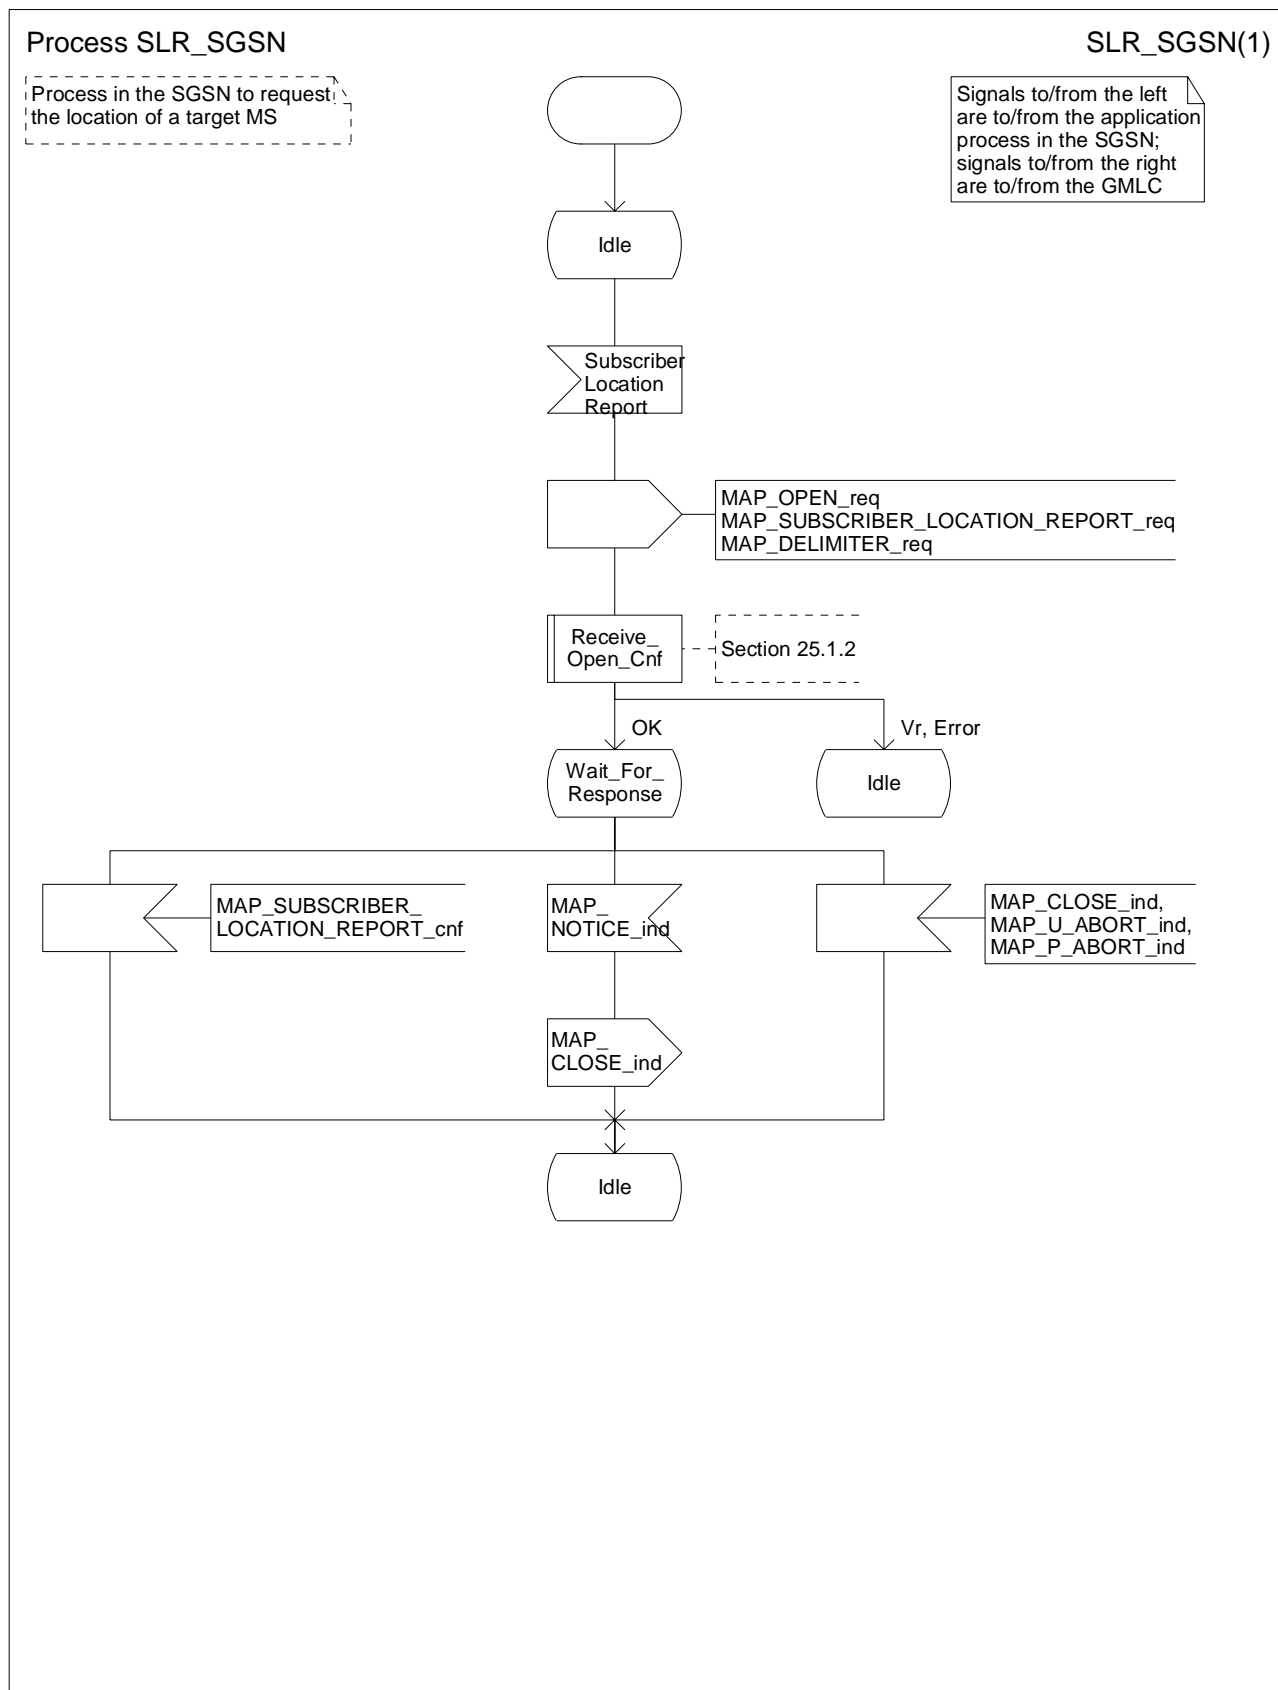 Process SLR_SGSN
SLR_SGSN(1)
Process in the SGSN to request
the location of a target MS
Signals to/from the left
are to/from the application
process in the SGSN;
signals to/from the right
are to/from the GMLC
Idle
Subscriber
Location
Report
MAP_OPEN_req
MAP_SUBSCRIBER_LOCATION_REPORT_req
MAP_DELIMITER_req
Receive_
Open_Cnf
Section 25.1.2
OK
Vr, Error
Wait_For_
Response
Idle
MAP_SUBSCRIBER_
LOCATION_REPORT_cnf
MAP_
NOTICE_ind
MAP_CLOSE_ind,
MAP_U_ABORT_ind,
MAP_P_ABORT_ind
MAP_
CLOSE_ind
Idle